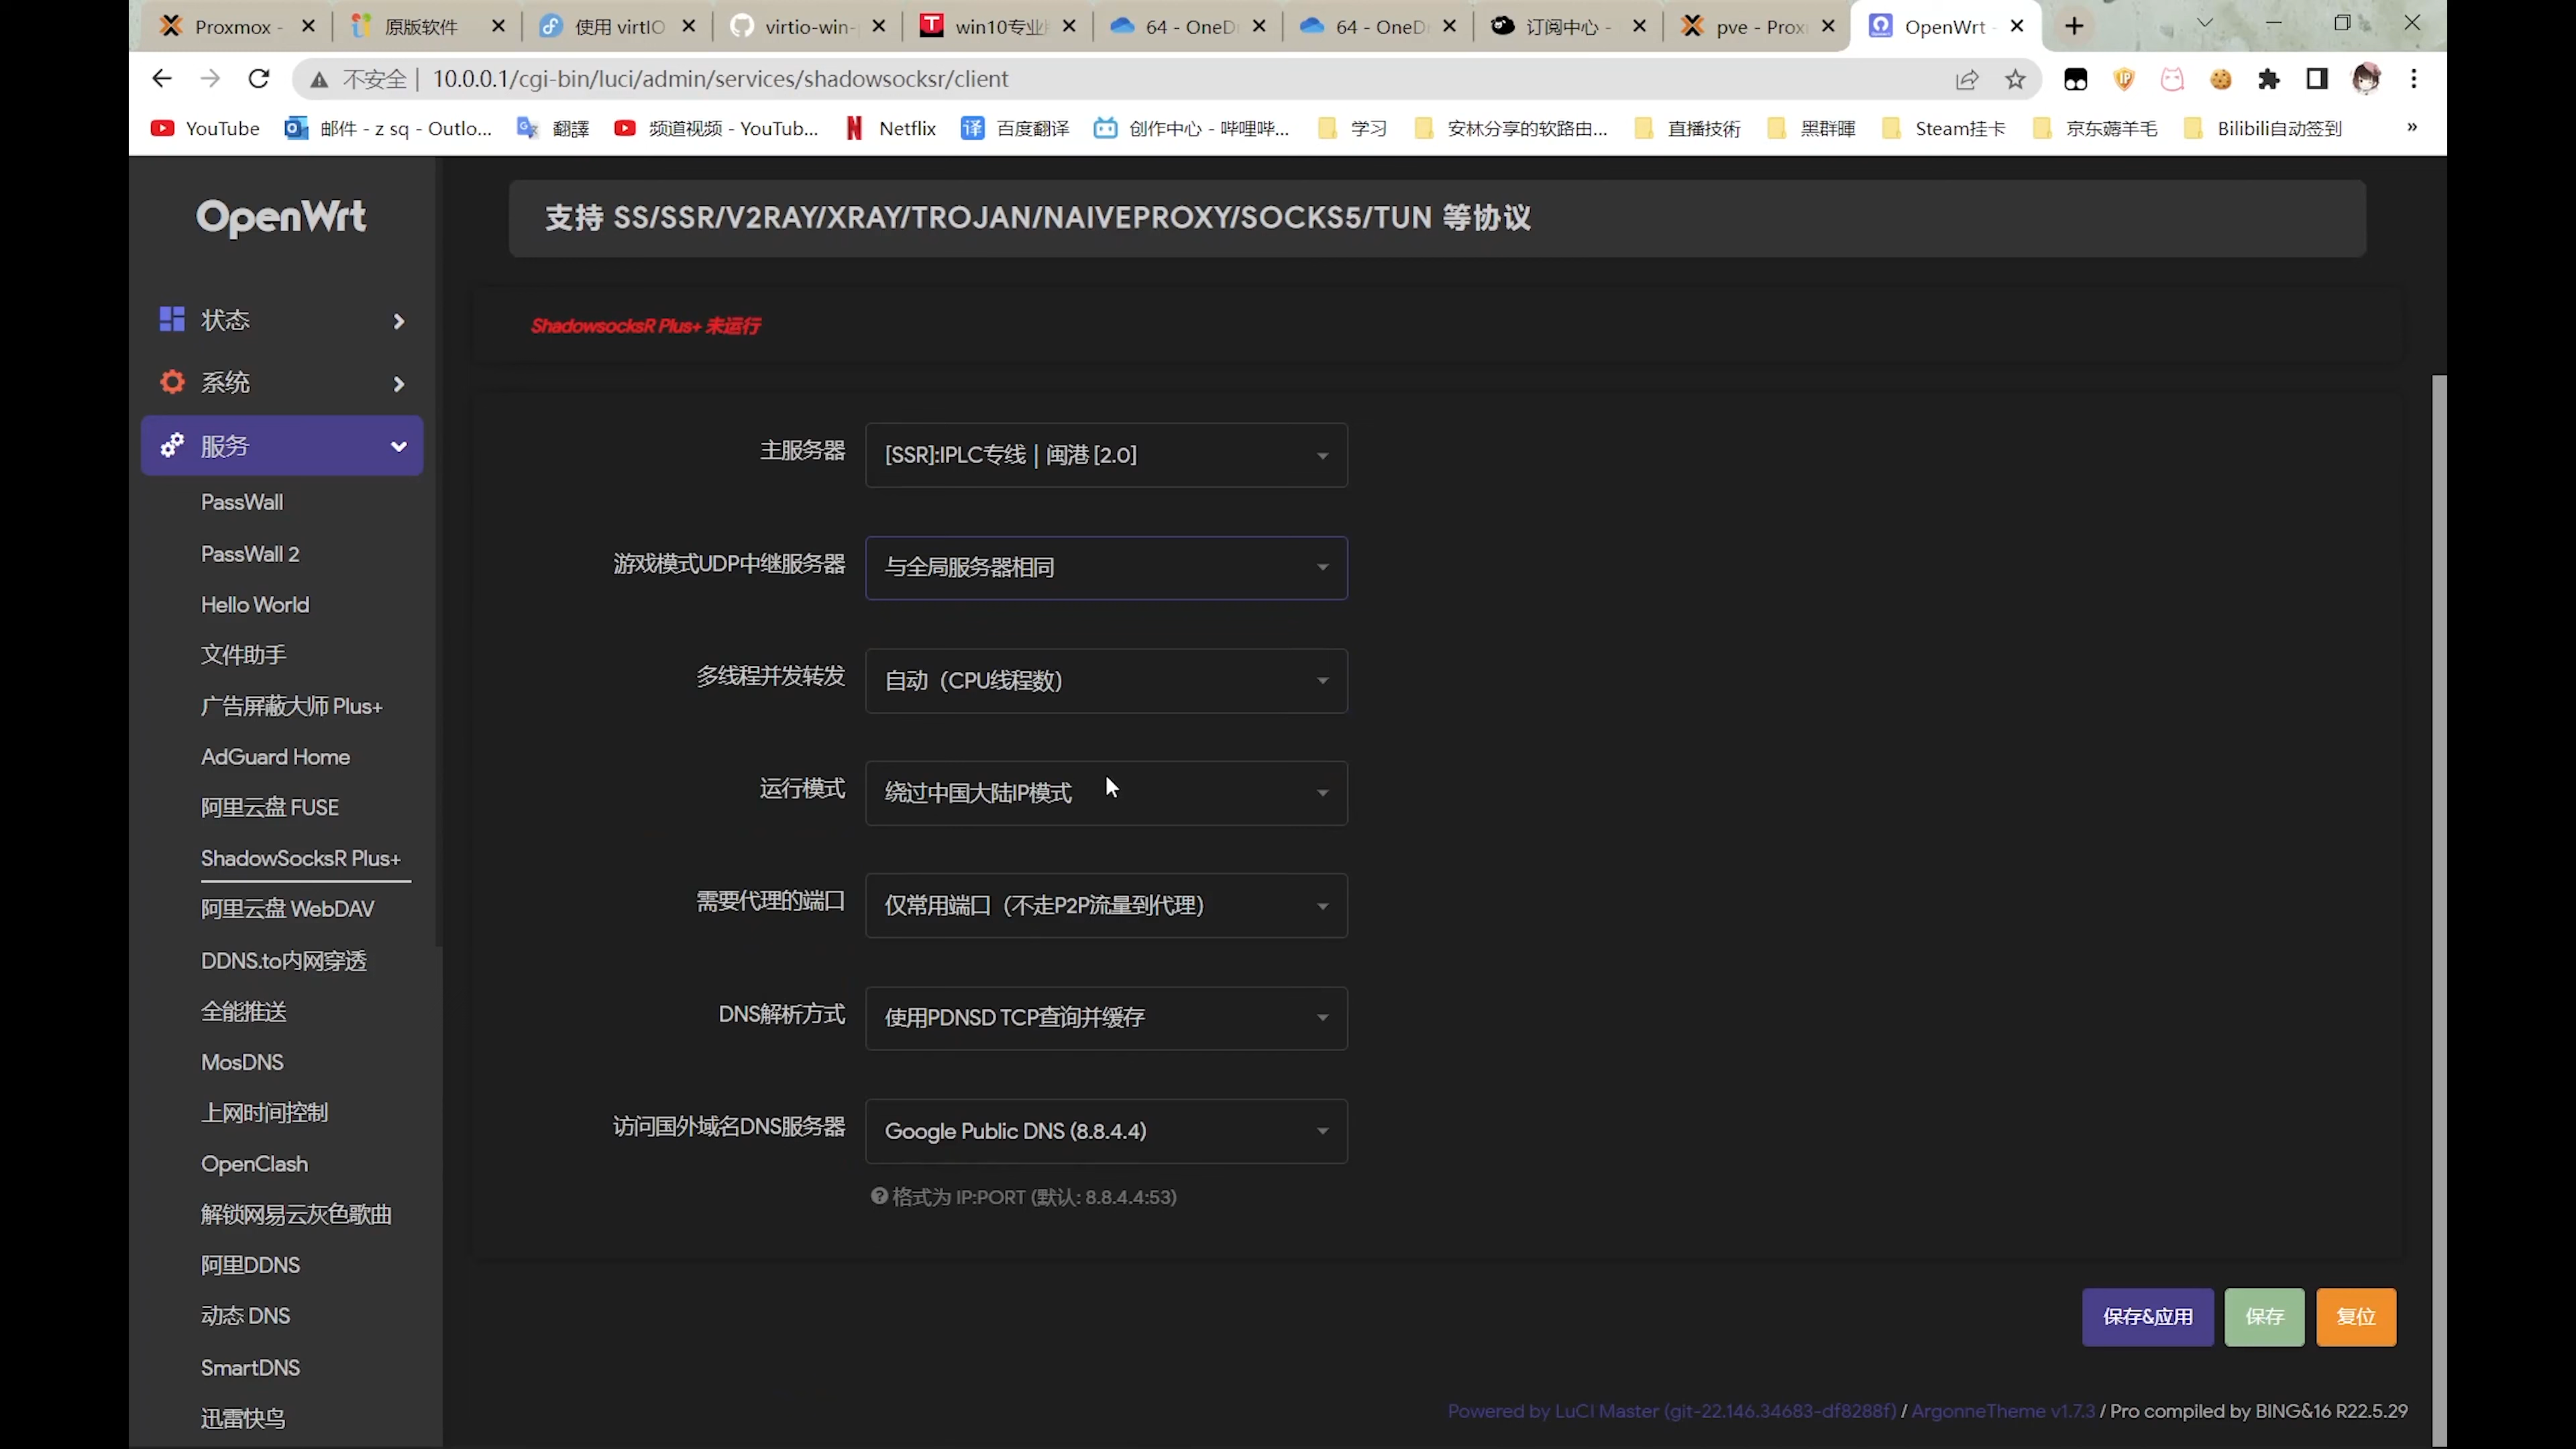 Proxmox -
原版软件
使用 virtIO
virtio-win-
win10专业
64 - OneD
64 - OneD
订阅中心 -
pve - Prox
OpenWrt -
不安全 | 10.0.0.1/cgi-bin/luci/admin/services/shadowsocksr/client
YouTube
邮件 - z sq - Outlo...
翻譯
频道视频 - YouTub...
Netflix
百度翻译
创作中心 - 哔哩哔...
学习
安林分享的软路由...
直播技術
黑群暉
Steam挂卡
京东薅羊毛
Bilibili自动签到
»
OpenWrt
状态
系统
服务
PassWall
PassWall 2
Hello World
文件助手
广告屏蔽大师 Plus+
AdGuard Home
阿里云盘 FUSE
ShadowSocksR Plus+
阿里云盘 WebDAV
DDNS.to内网穿透
全能推送
MosDNS
上网时间控制
OpenClash
解锁网易云灰色歌曲
阿里DDNS
动态 DNS
SmartDNS
迅雷快鸟
支持 SS/SSR/V2RAY/XRAY/TROJAN/NAIVEPROXY/SOCKS5/TUN 等协议
ShadowsocksR Plus+ 未运行
主服务器 [SSR]:IPLC专线 | 闽港 [2.0]
游戏模式UDP中继服务器 与全局服务器相同
多线程并发转发 自动（CPU线程数）
运行模式 绕过中国大陆IP模式
需要代理的端口 仅常用端口（不走P2P流量到代理）
DNS解析方式 使用PDNSD TCP查询并缓存
访问国外域名DNS服务器 Google Public DNS (8.8.4.4)
格式为 IP:PORT (默认: 8.8.4.4:53)
保存&应用 保存 复位
Powered by LuCI Master (git-22.146.34683-df8288f) / ArgonneTheme v1.7.3 / Pro compiled by BING&16 R22.5.29